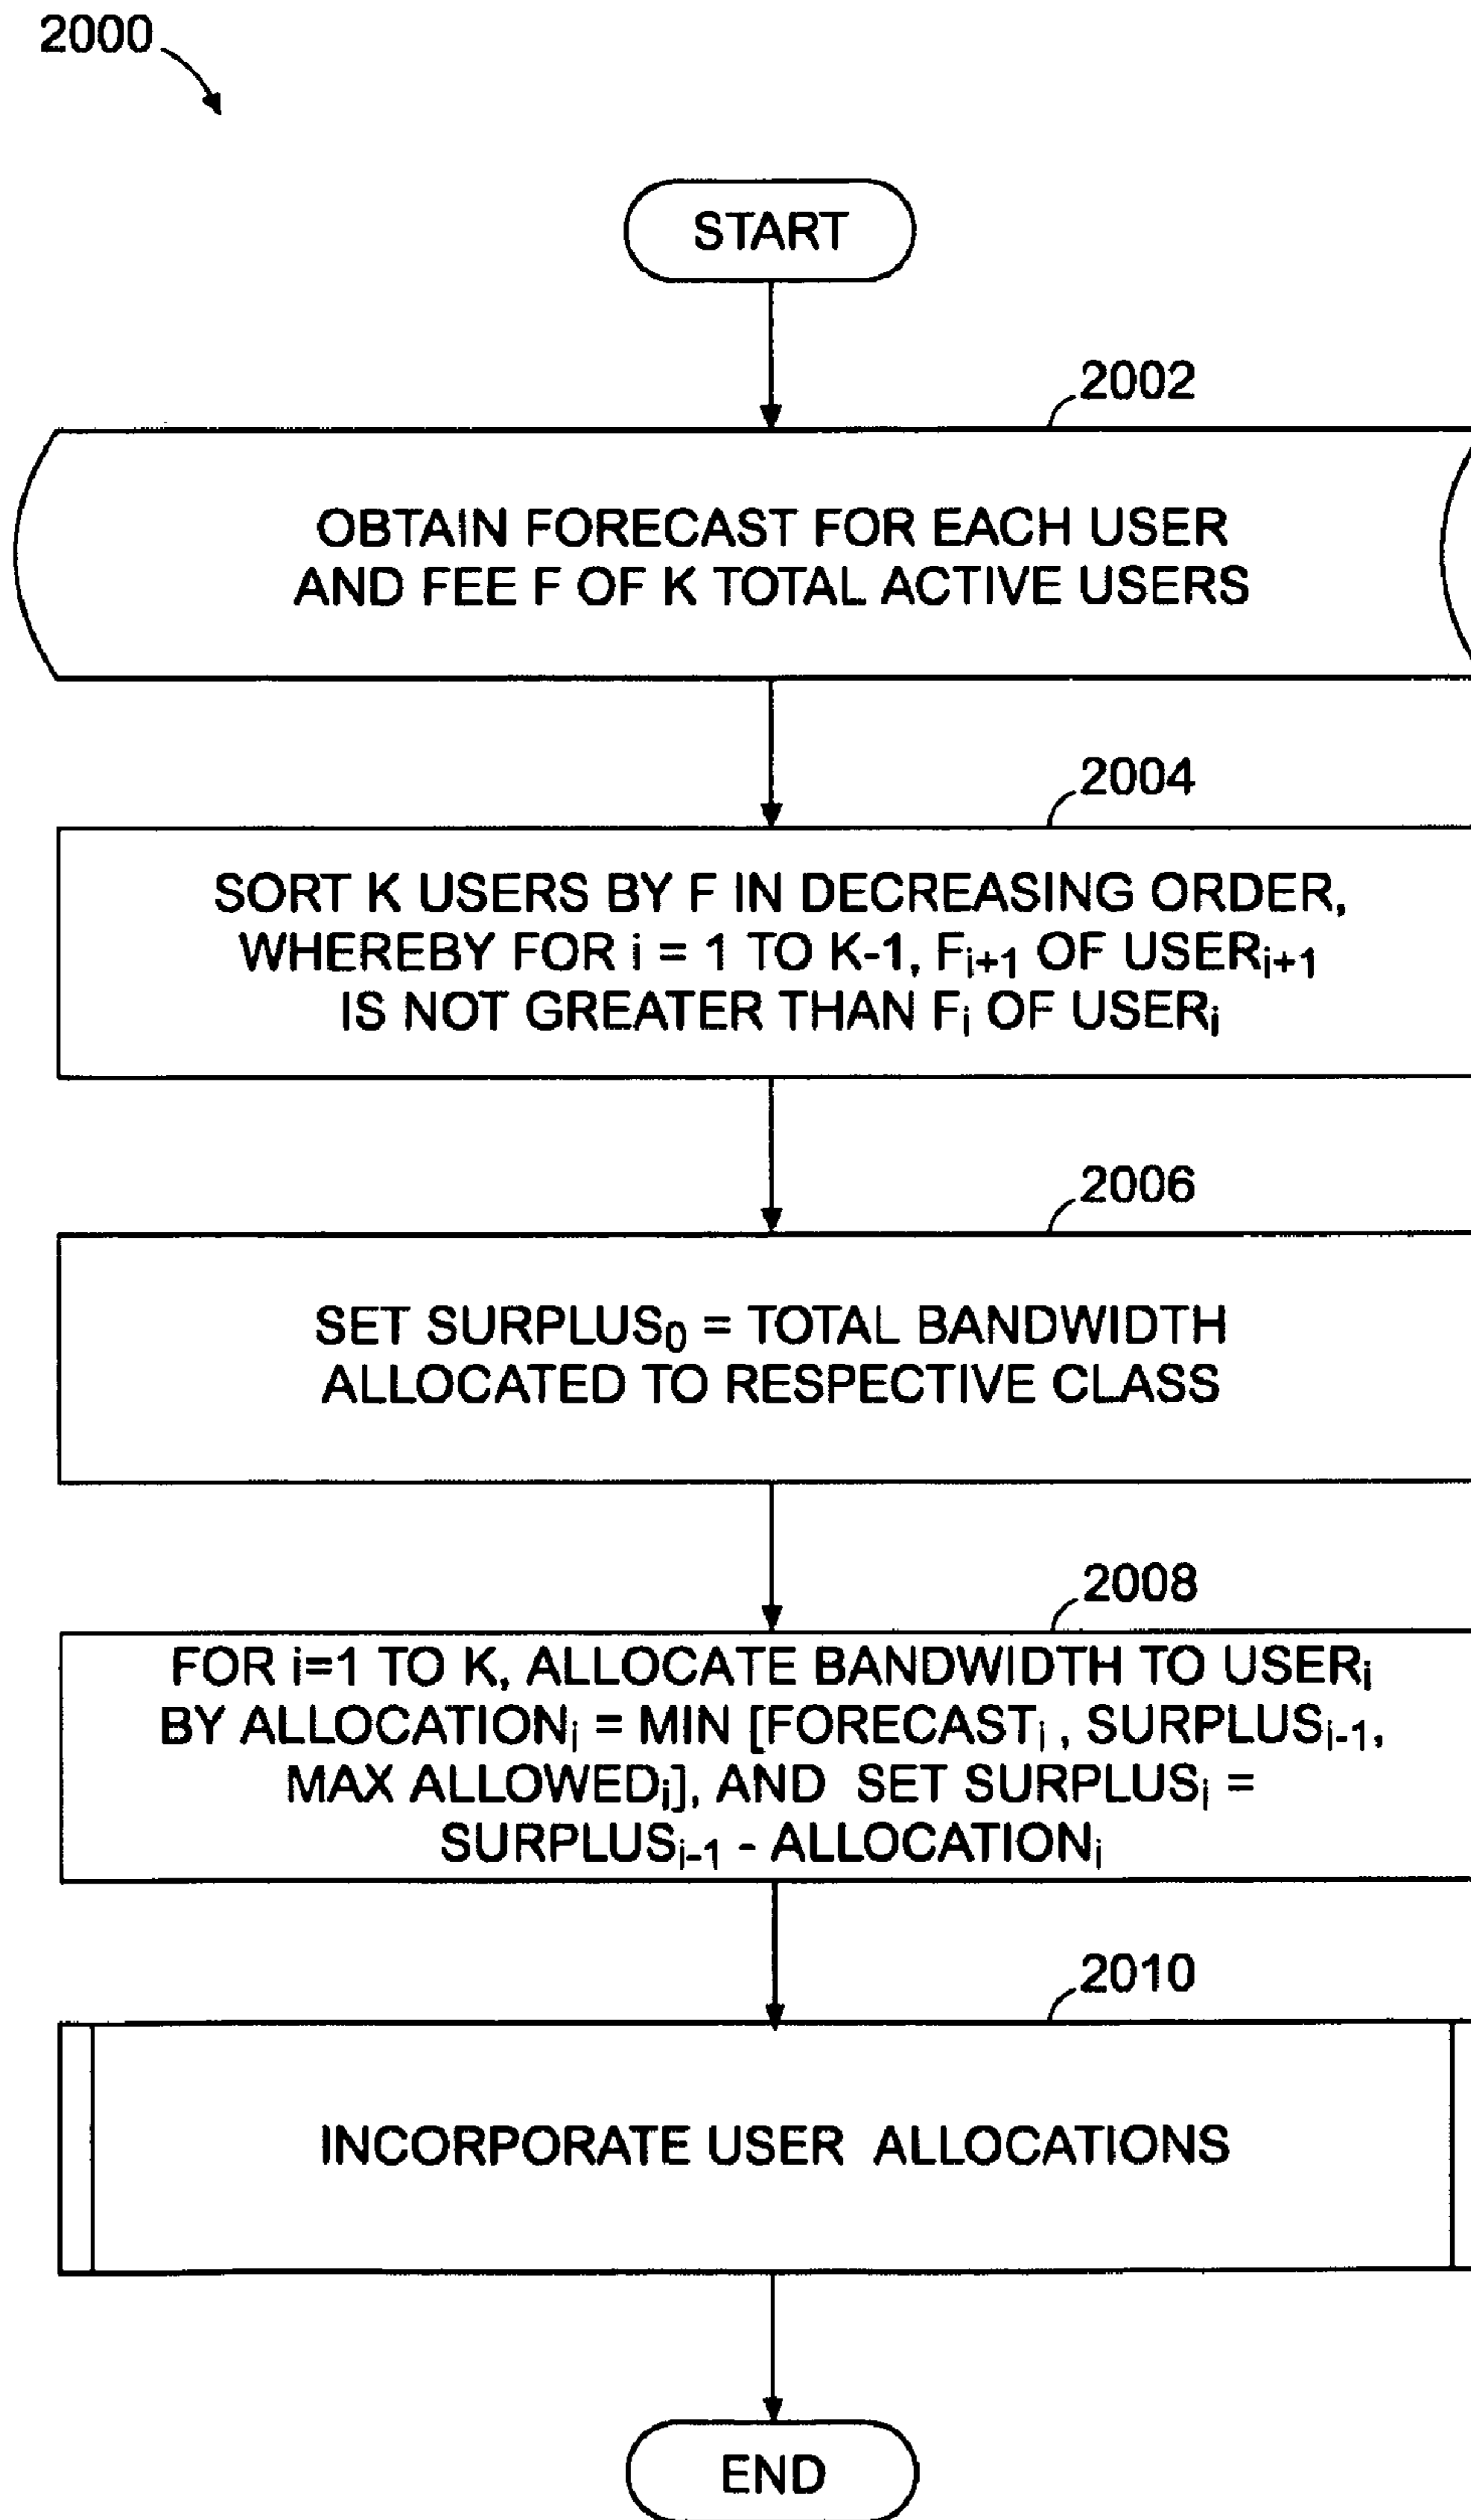 2000
START
2002
OBTAIN FORECAST FOR EACH USER
AND FEE F OF K TOTAL ACTIVE USERS
2004
SORT K USERS BY F IN DECREASING ORDER,
WHEREBY FOR i = 1 TO K-1, Fi+1 OF USERi+1
IS NOT GREATER THAN Fi OF USERi
2006
SET SURPLUS0 = TOTAL BANDWIDTH
ALLOCATED TO RESPECTIVE CLASS
2008
FOR i=1 TO K, ALLOCATE BANDWIDTH TO USERi
BY ALLOCATIONi = MIN [FORECASTi , SURPLUSi-1,
MAX ALLOWEDi], AND SET SURPLUSi =
SURPLUSi-1 - ALLOCATIONi
2010
INCORPORATE USER ALLOCATIONS
END